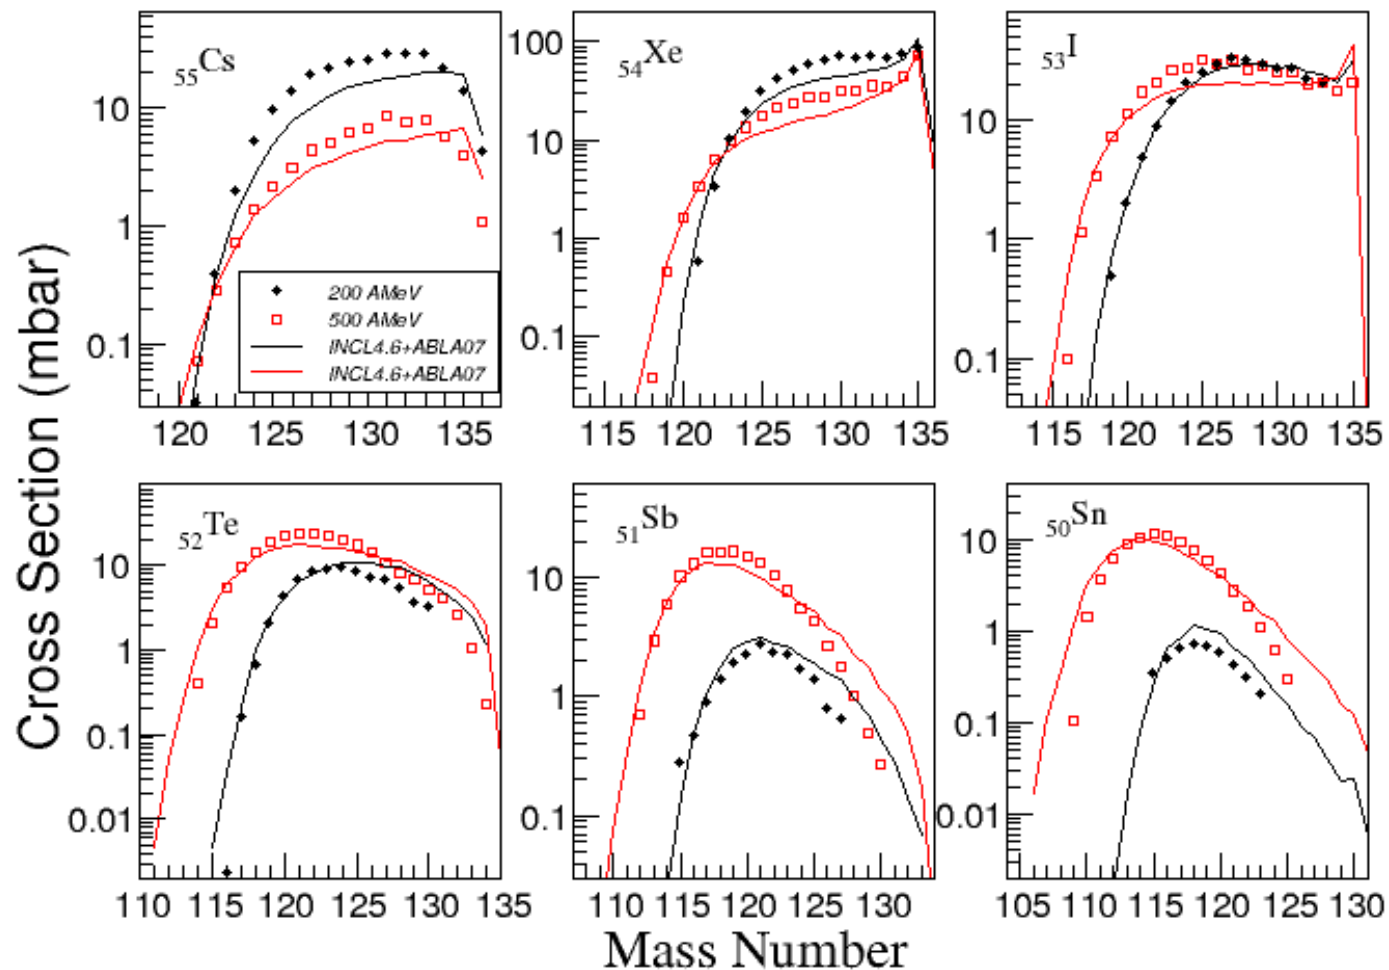 Cross Section (mbar)
₅₅Cs
10
1
0.1
200 AMeV
500 AMeV
INCL4.6+ABLA07
INCL4.6+ABLA07
120 125 130 135
₅₄Xe
100
10
1
0.1
115 120 125 130 135
₅₃I
10
1
0.1
115 120 125 130 135
₅₂Te
10
1
0.1
0.01
110 115 120 125 130 135
₅₁Sb
10
1
0.1
110 115 120 125 130
₅₀Sn
10
1
0.1
0.01
105 110 115 120 125 130
Mass Number